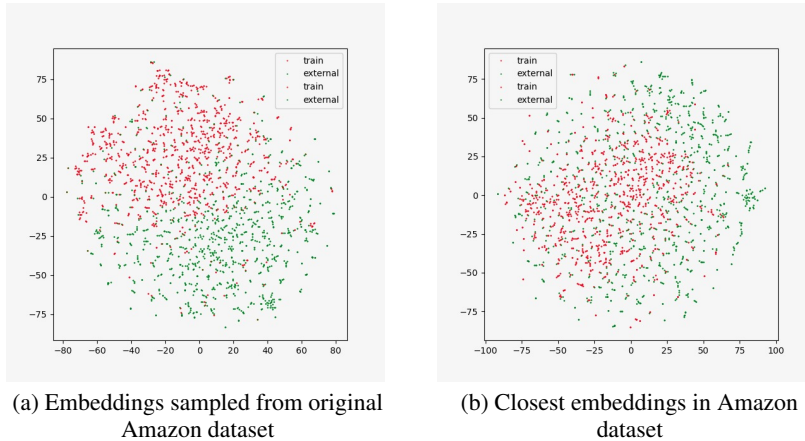 train
external
train
external
75
50
25
0
−25
−50
−75
−80
−60
−40
−20
0
20
40
60
80
(a) Embeddings sampled from original
Amazon dataset
train
external
train
external
75
50
25
0
−25
−50
−75
−100
−75
−50
−25
0
25
50
75
100
(b) Closest embeddings in Amazon
dataset